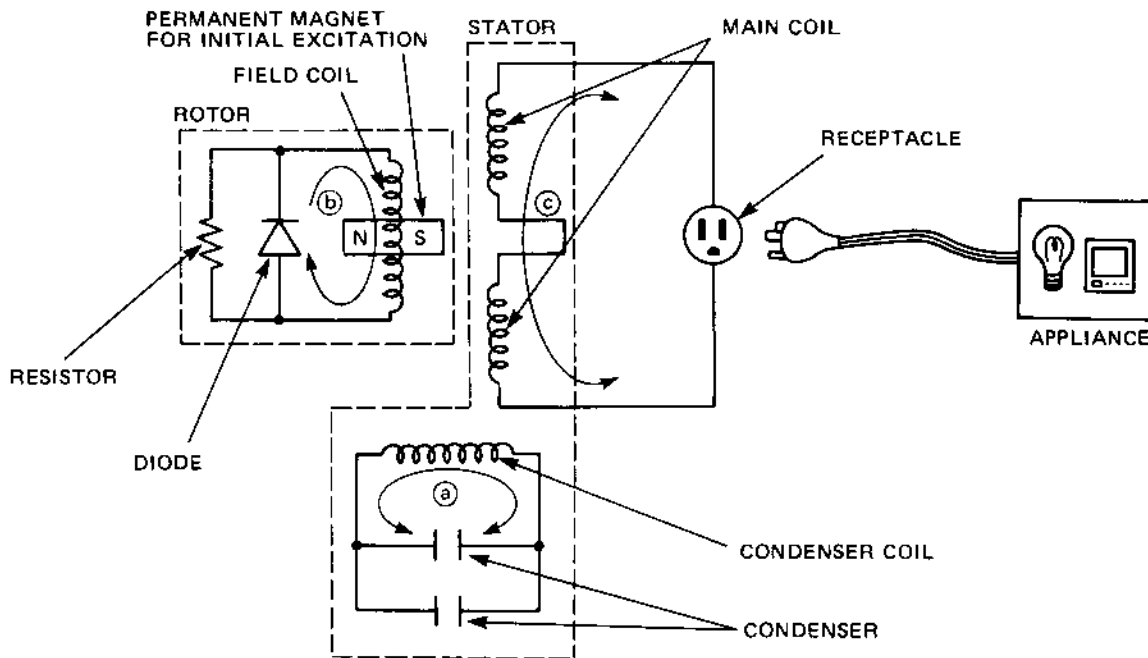 PERMANENT MAGNET
FOR INITIAL EXCITATION
STATOR
MAIN COIL
FIELD COIL
ROTOR
RECEPTACLE
b
c
N S
APPLIANCE
RESISTOR
DIODE
a
CONDENSER COIL
CONDENSER